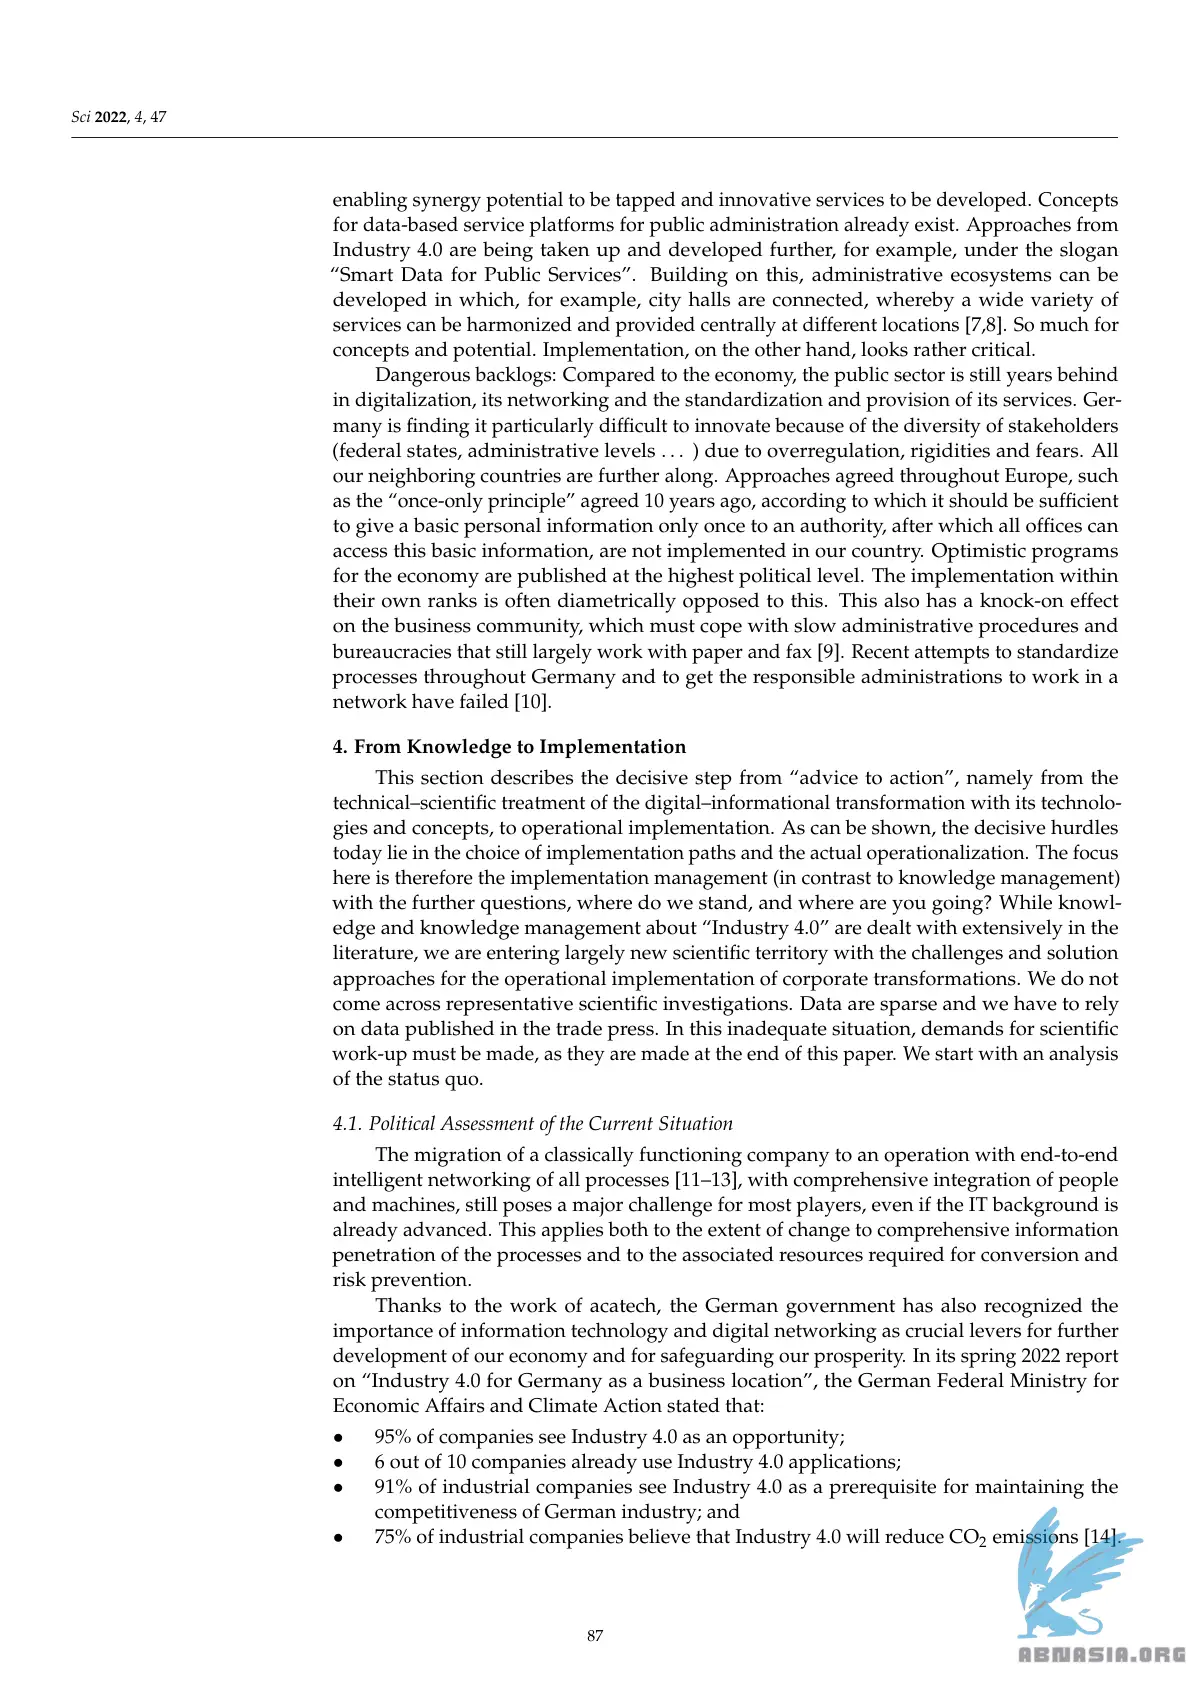 Sci 2022, 4, 47
enabling synergy potential to be tapped and innovative services to be developed. Concepts
for data-based service platforms for public administration already exist. Approaches from
Industry 4.0 are being taken up and developed further, for example, under the slogan
“Smart Data for Public Services”. Building on this, administrative ecosystems can be
developed in which, for example, city halls are connected, whereby a wide variety of
services can be harmonized and provided centrally at different locations [7,8]. So much for
concepts and potential. Implementation, on the other hand, looks rather critical.
Dangerous backlogs: Compared to the economy, the public sector is still years behind
in digitalization, its networking and the standardization and provision of its services. Ger-
many is finding it particularly difficult to innovate because of the diversity of stakeholders
(federal states, administrative levels . . . ) due to overregulation, rigidities and fears. All
our neighboring countries are further along. Approaches agreed throughout Europe, such
as the “once-only principle” agreed 10 years ago, according to which it should be sufficient
to give a basic personal information only once to an authority, after which all offices can
access this basic information, are not implemented in our country. Optimistic programs
for the economy are published at the highest political level. The implementation within
their own ranks is often diametrically opposed to this. This also has a knock-on effect
on the business community, which must cope with slow administrative procedures and
bureaucracies that still largely work with paper and fax [9]. Recent attempts to standardize
processes throughout Germany and to get the responsible administrations to work in a
network have failed [10].
4. From Knowledge to Implementation
This section describes the decisive step from “advice to action”, namely from the
technical–scientific treatment of the digital–informational transformation with its technolo-
gies and concepts, to operational implementation. As can be shown, the decisive hurdles
today lie in the choice of implementation paths and the actual operationalization. The focus
here is therefore the implementation management (in contrast to knowledge management)
with the further questions, where do we stand, and where are you going? While knowl-
edge and knowledge management about “Industry 4.0” are dealt with extensively in the
literature, we are entering largely new scientific territory with the challenges and solution
approaches for the operational implementation of corporate transformations. We do not
come across representative scientific investigations. Data are sparse and we have to rely
on data published in the trade press. In this inadequate situation, demands for scientific
work-up must be made, as they are made at the end of this paper. We start with an analysis
of the status quo.
4.1. Political Assessment of the Current Situation
The migration of a classically functioning company to an operation with end-to-end
intelligent networking of all processes [11–13], with comprehensive integration of people
and machines, still poses a major challenge for most players, even if the IT background is
already advanced. This applies both to the extent of change to comprehensive information
penetration of the processes and to the associated resources required for conversion and
risk prevention.
Thanks to the work of acatech, the German government has also recognized the
importance of information technology and digital networking as crucial levers for further
development of our economy and for safeguarding our prosperity. In its spring 2022 report
on “Industry 4.0 for Germany as a business location”, the German Federal Ministry for
Economic Affairs and Climate Action stated that:
• 95% of companies see Industry 4.0 as an opportunity;
• 6 out of 10 companies already use Industry 4.0 applications;
• 91% of industrial companies see Industry 4.0 as a prerequisite for maintaining the
competitiveness of German industry; and
• 75% of industrial companies believe that Industry 4.0 will reduce CO2 emissions [14].
87
ABNASIA.ORG